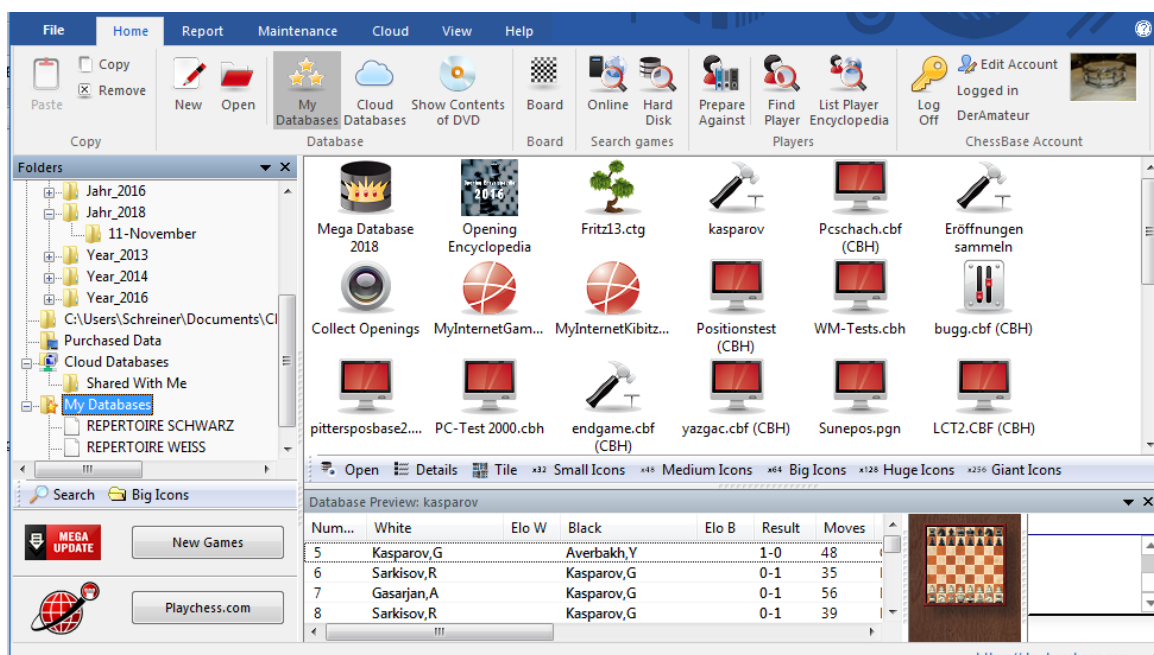 File Home Report Maintenance Cloud View Help
Paste
Copy
Remove
Copy
New
Open
My Databases
Cloud Databases
Show Contents of DVD
Database
Board
Board
Online
Hard Disk
Search games
Prepare Against
Find Player
List Player Encyclopedia
Players
Log Off
Edit Account
Logged in
DerAmateur
ChessBase Account
Folders
Jahr_2016
Jahr_2018
11-November
Year_2013
Year_2014
Year_2016
C:\Users\Schreiner\Documents\Cl
Purchased Data
Cloud Databases
Shared With Me
My Databases
REPERTOIRE SCHWARZ
REPERTOIRE WEISS
Search Big Icons
MEGA
UPDATE
New Games
Playchess.com
2016
Mega Database 2018
Opening Encyclopedia
Fritz13.ctg
kasparov
Pcschach.cbf (CBH)
Eröffnungen sammeln
Collect Openings
MyInternetGam...
MyInternetKibitz...
Positionstest (CBH)
WM-Tests.cbh
bugg.cbf (CBH)
pittersposbase2....
PC-Test 2000.cbh
endgame.cbf (CBH)
yazgac.cbf (CBH)
Sunepos.pgn
LCT2.CBF (CBH)
Open Details Tile x32 Small Icons x48 Medium Icons x64 Big Icons x128 Huge Icons x256 Giant Icons
Database Preview: kasparov
Num... White Elo W Black Elo B Result Moves
5 Kasparov,G Averbakh,Y 1-0 48
6 Sarkisov,R Kasparov,G 0-1 35
7 Gasarjan,A Kasparov,G 0-1 56
8 Sarkisov,R Kasparov,G 0-1 39